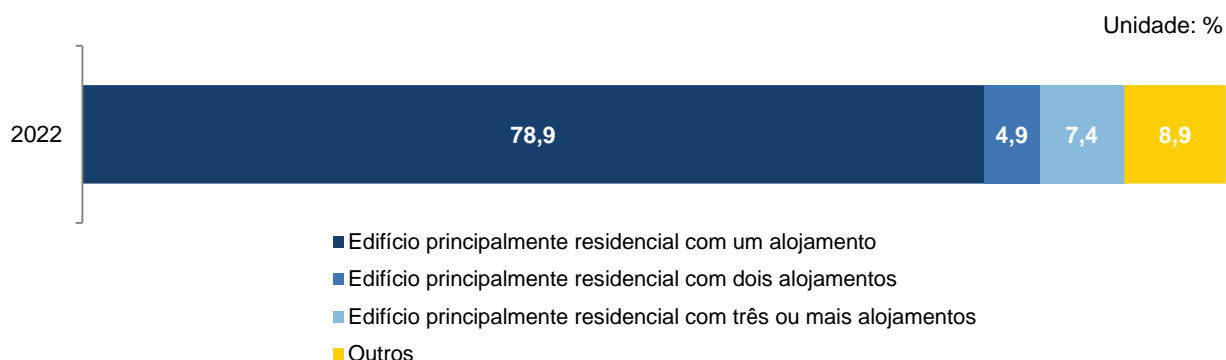 Unidade: %
2022
78,9 4,9 7,4 8,9
Edifício principalmente residencial com um alojamento
Edifício principalmente residencial com dois alojamentos
Edifício principalmente residencial com três ou mais alojamentos
Outros